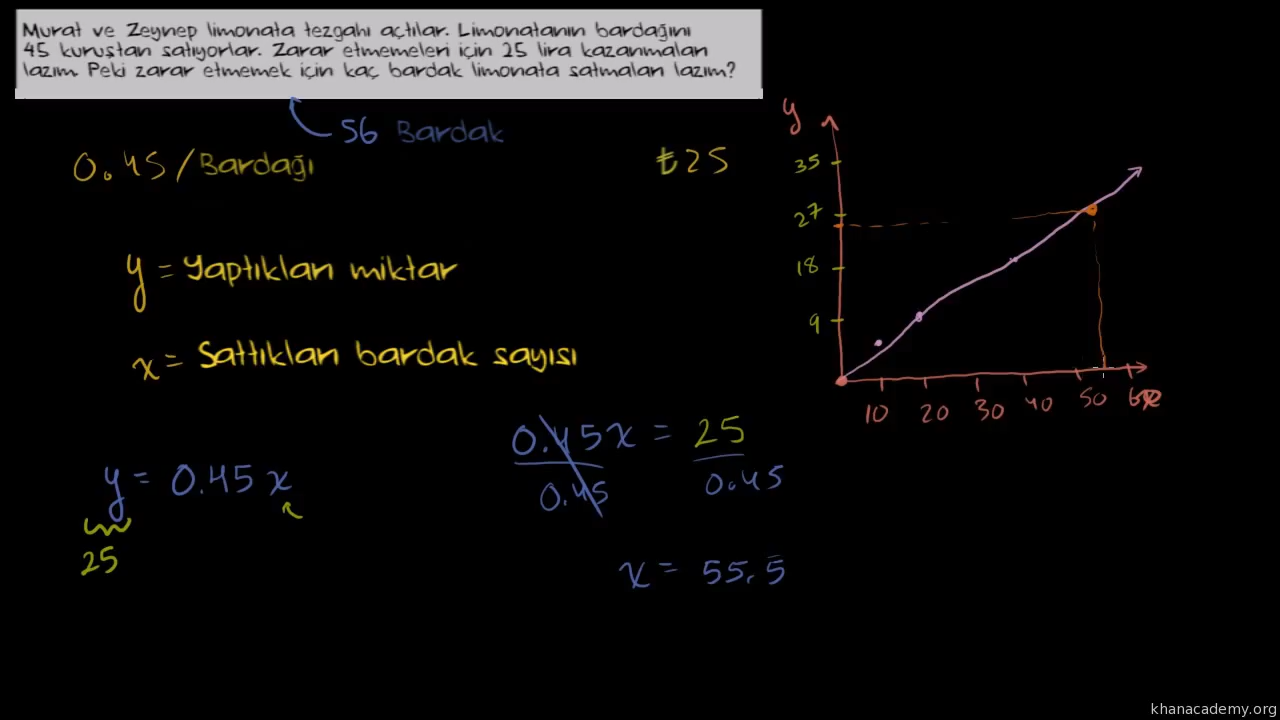 Murat ve Zeynep limonata tezgahı açtılar. Limonatanın bardağını
45 kuruştan satıyorlar. Zarar etmemeleri için 25 lira kazanmaları
lazım. Peki zarar etmemek için kaç bardak limonata satmaları lazım?
56 Bardak
0.45/Bardağı
₺25
y = Yaptıkları miktar
x = Sattıkları bardak sayısı
y = 0.45 x
25
0.45x = 25
0.45 0.45
x = 55.5
y
35
27
18
9
10 20 30 40 50 60
x
khanacademy.org